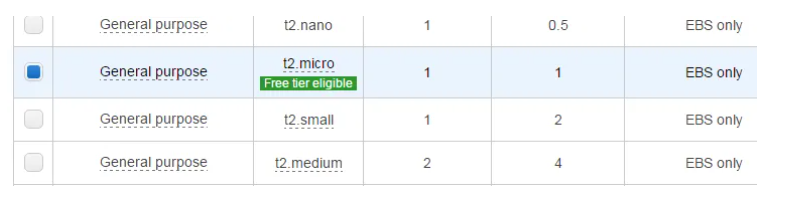 General purpose t2.nano 1 0.5 EBS only
General purpose t2.micro 1 1 EBS only
Free tier eligible
General purpose t2.small 1 2 EBS only
General purpose t2.medium 2 4 EBS only